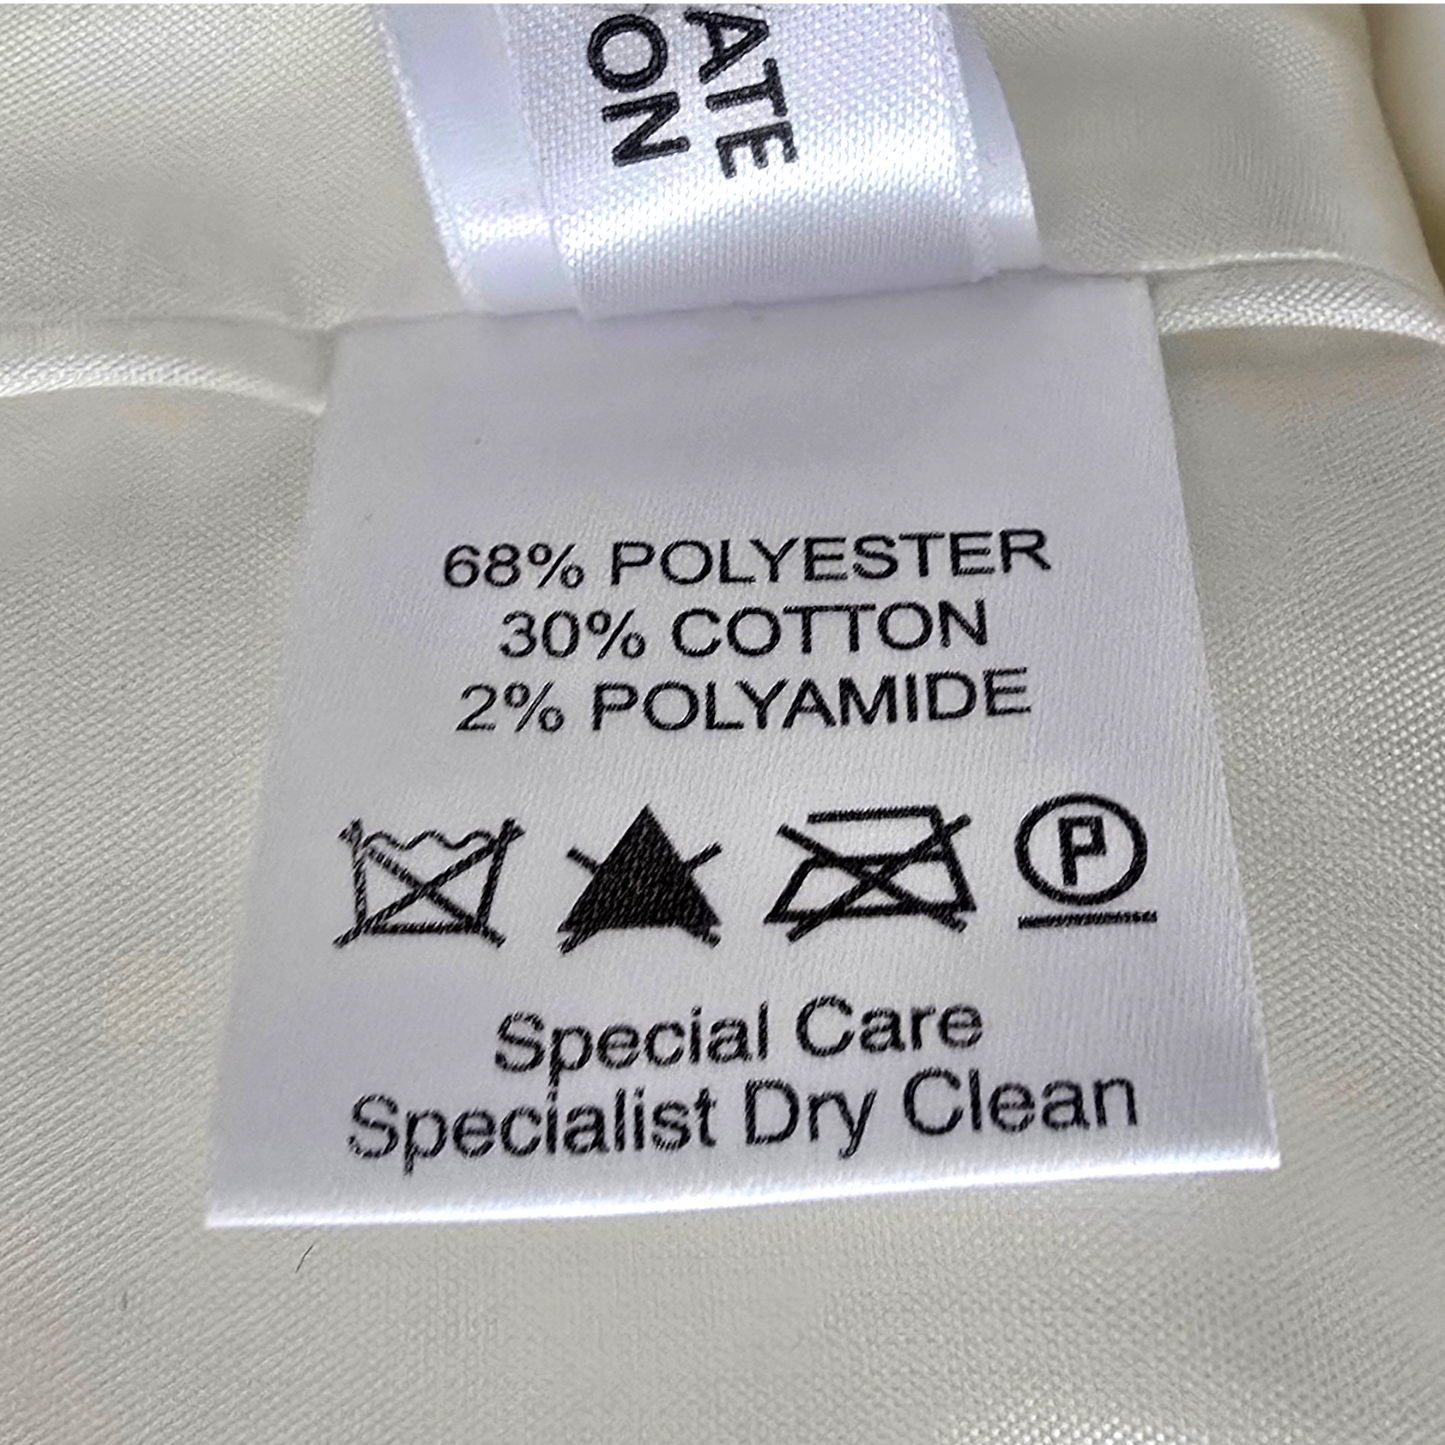 ATE
ON
68% POLYESTER
30% COTTON
2% POLYAMIDE
P
Special Care
Specialist Dry Clean